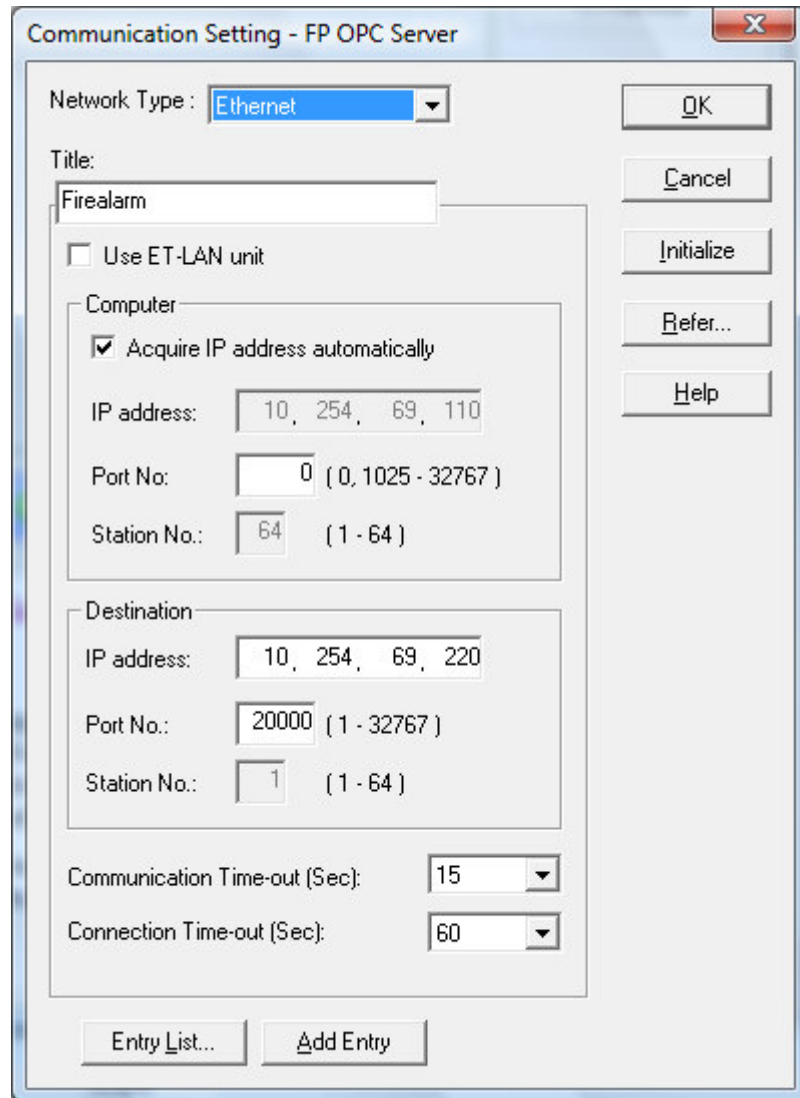 Communication Setting - FP OPC Server
Network Type : Ethernet
OK
Title:
Cancel
Firealarm
Use ET-LAN unit
Initialize
Computer
Acquire IP address automatically
Refer...
IP address: 10, 254, 69, 110
Help
Port No: 0 ( 0, 1025 - 32767 )
Station No.: 64 ( 1 - 64 )
Destination
IP address: 10, 254, 69, 220
Port No.: 20000 ( 1 - 32767 )
Station No.: 1 ( 1 - 64 )
Communication Time-out (Sec): 15
Connection Time-out (Sec): 60
Entry List... Add Entry